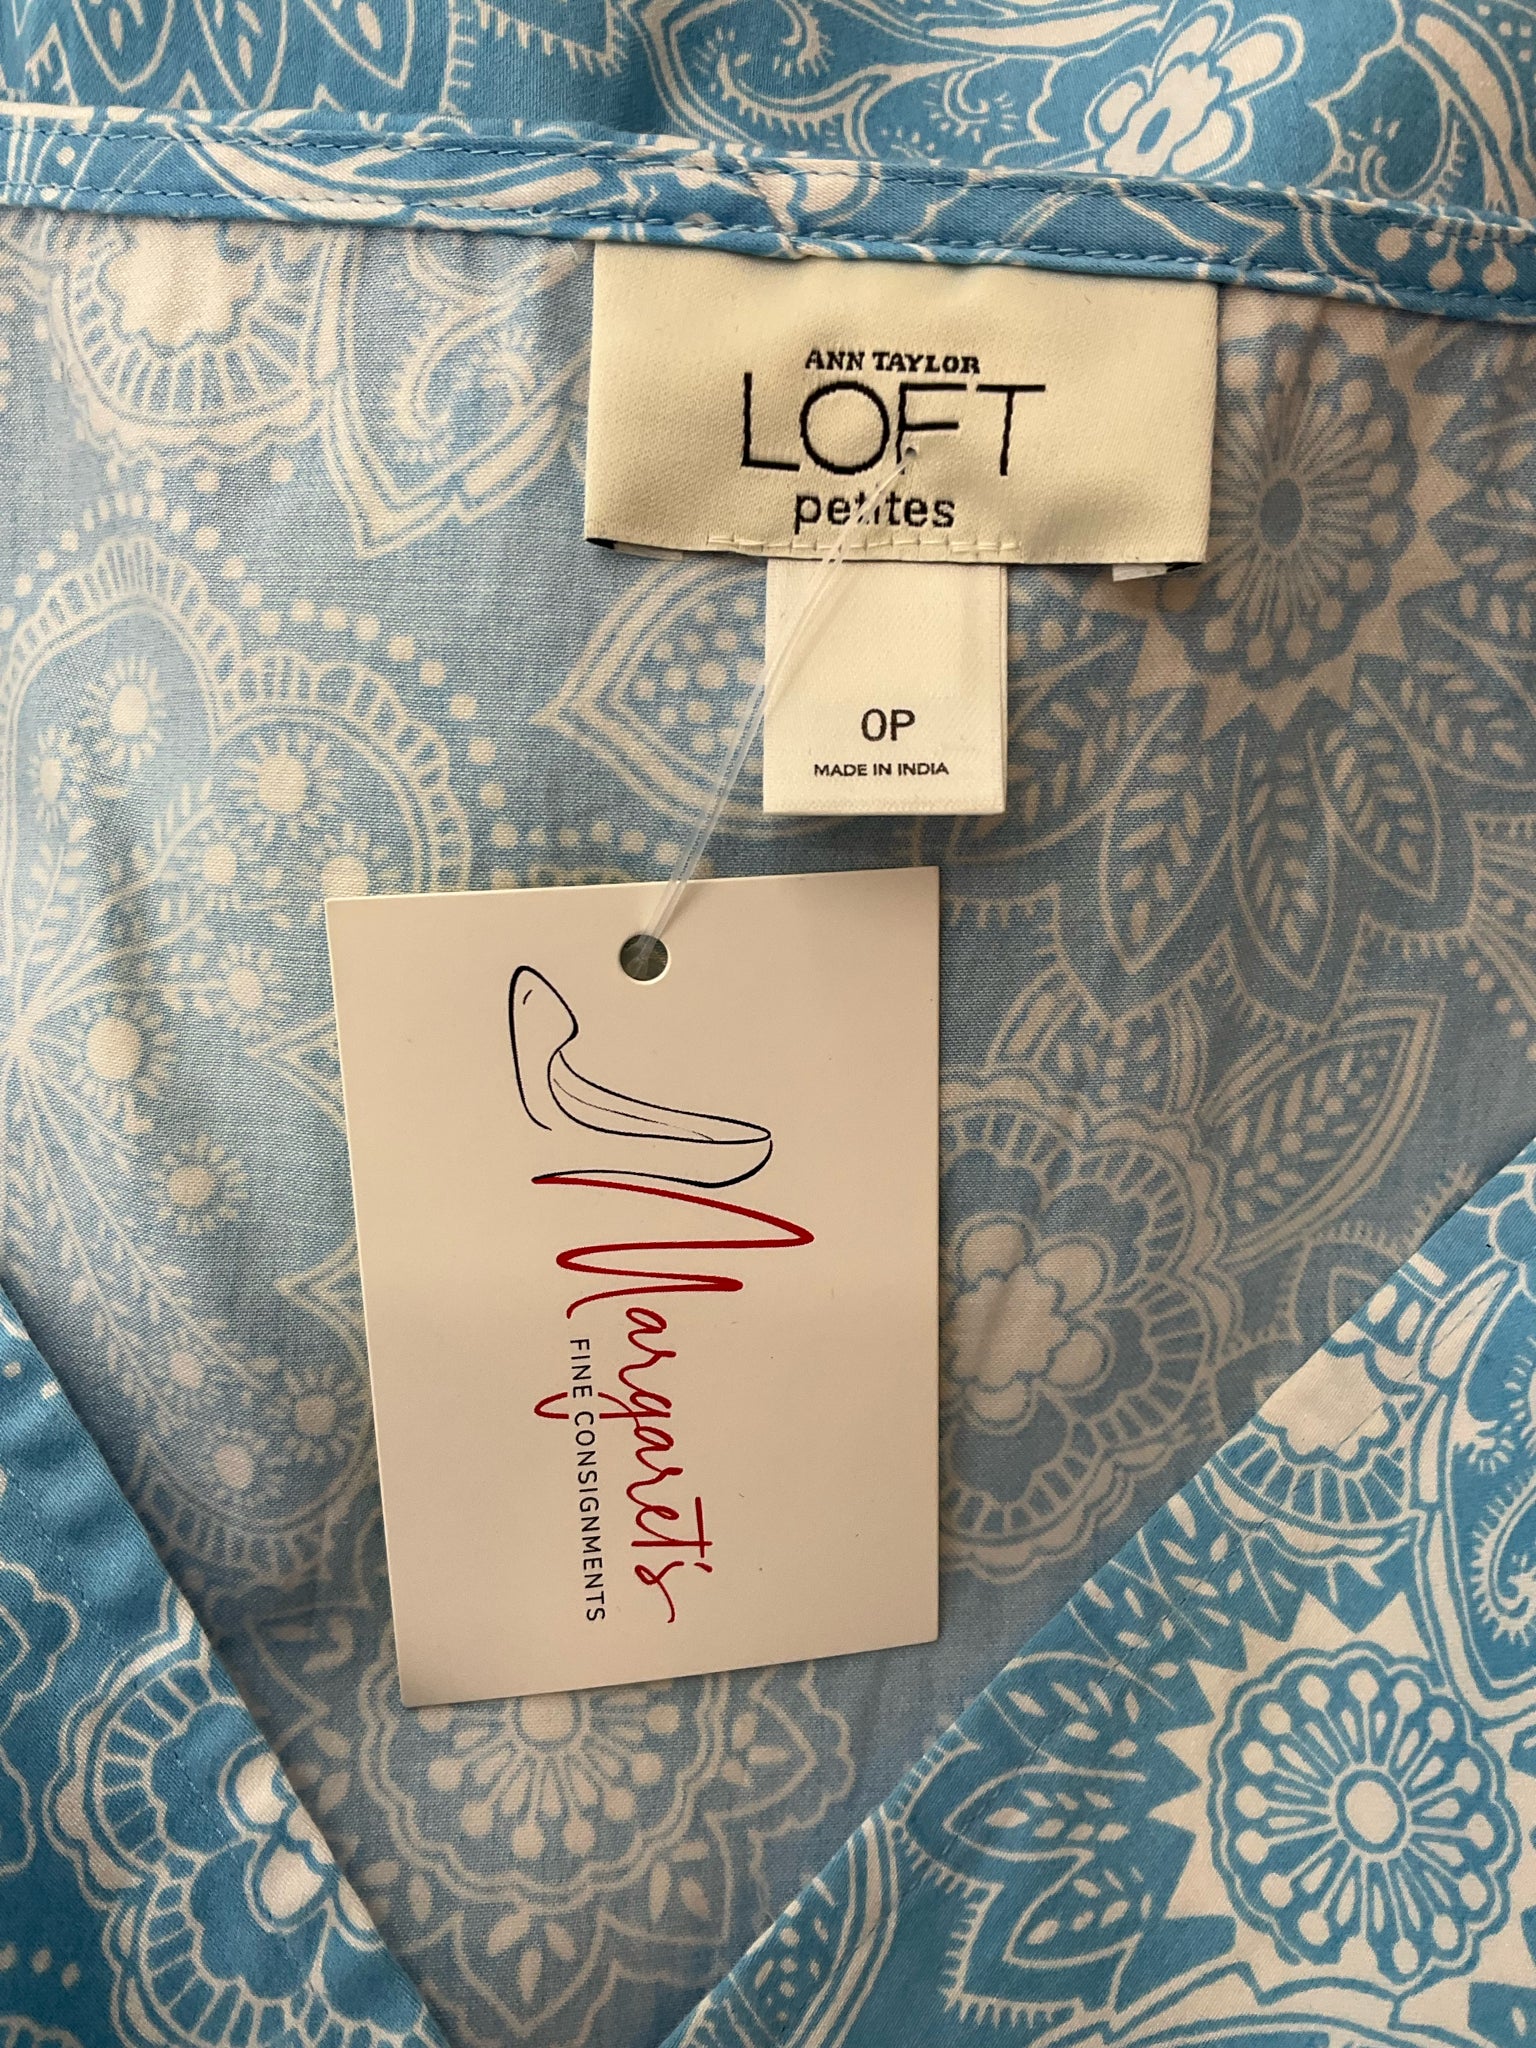 ANN TAYLOR
LOFT
petites
0P
MADE IN INDIA
Margaret's
FINE CONSIGNMENTS